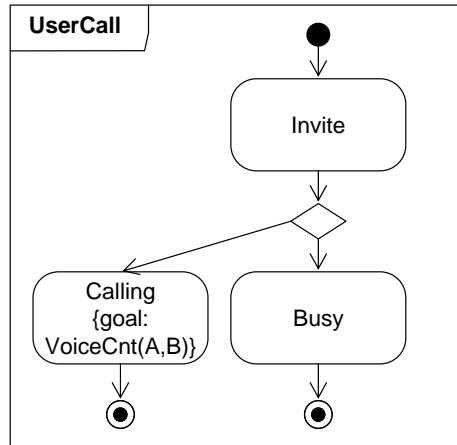 UserCall
Invite
Calling
{goal:
VoiceCnt(A,B)}
Busy